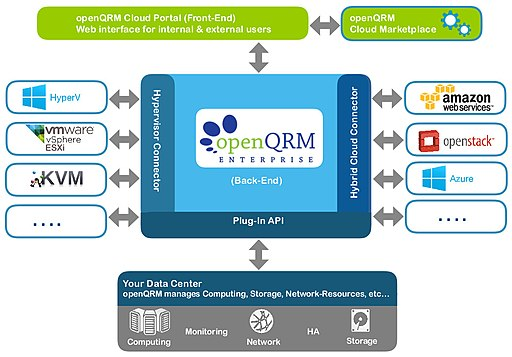 openQRM Cloud Portal (Front-End)
Web interface for internal & external users
openQRM
Cloud Marketplace
HyperV
vmware
vSphere
ESXi
KVM
....
Hypervisor Connector
openQRM
ENTERPRISE
(Back-End)
Hybrid Cloud Connector
Plug-In API
amazon
web services™
openstack™
Azure
....
Your Data Center
openQRM manages Computing, Storage, Network-Resources, etc...
Computing
Monitoring
Network
HA
Storage